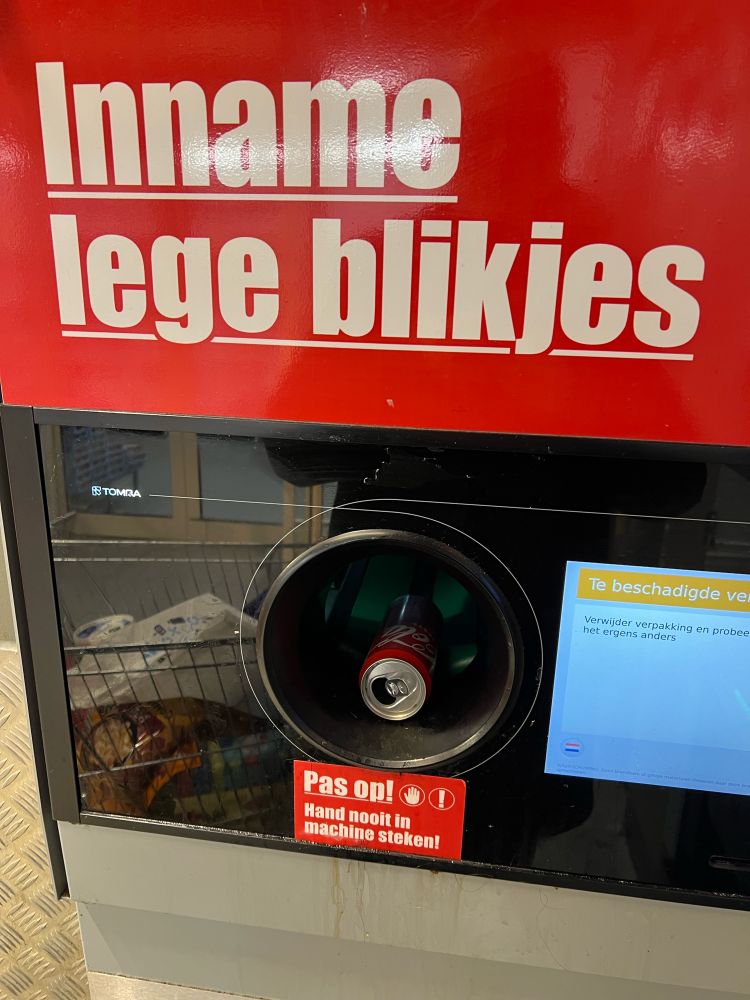 Inname
lege blikjes
TOMRA
Te beschadigde ver
Verwijder verpakking en probee
het ergens anders
Pas op!
Hand nooit in
machine steken!